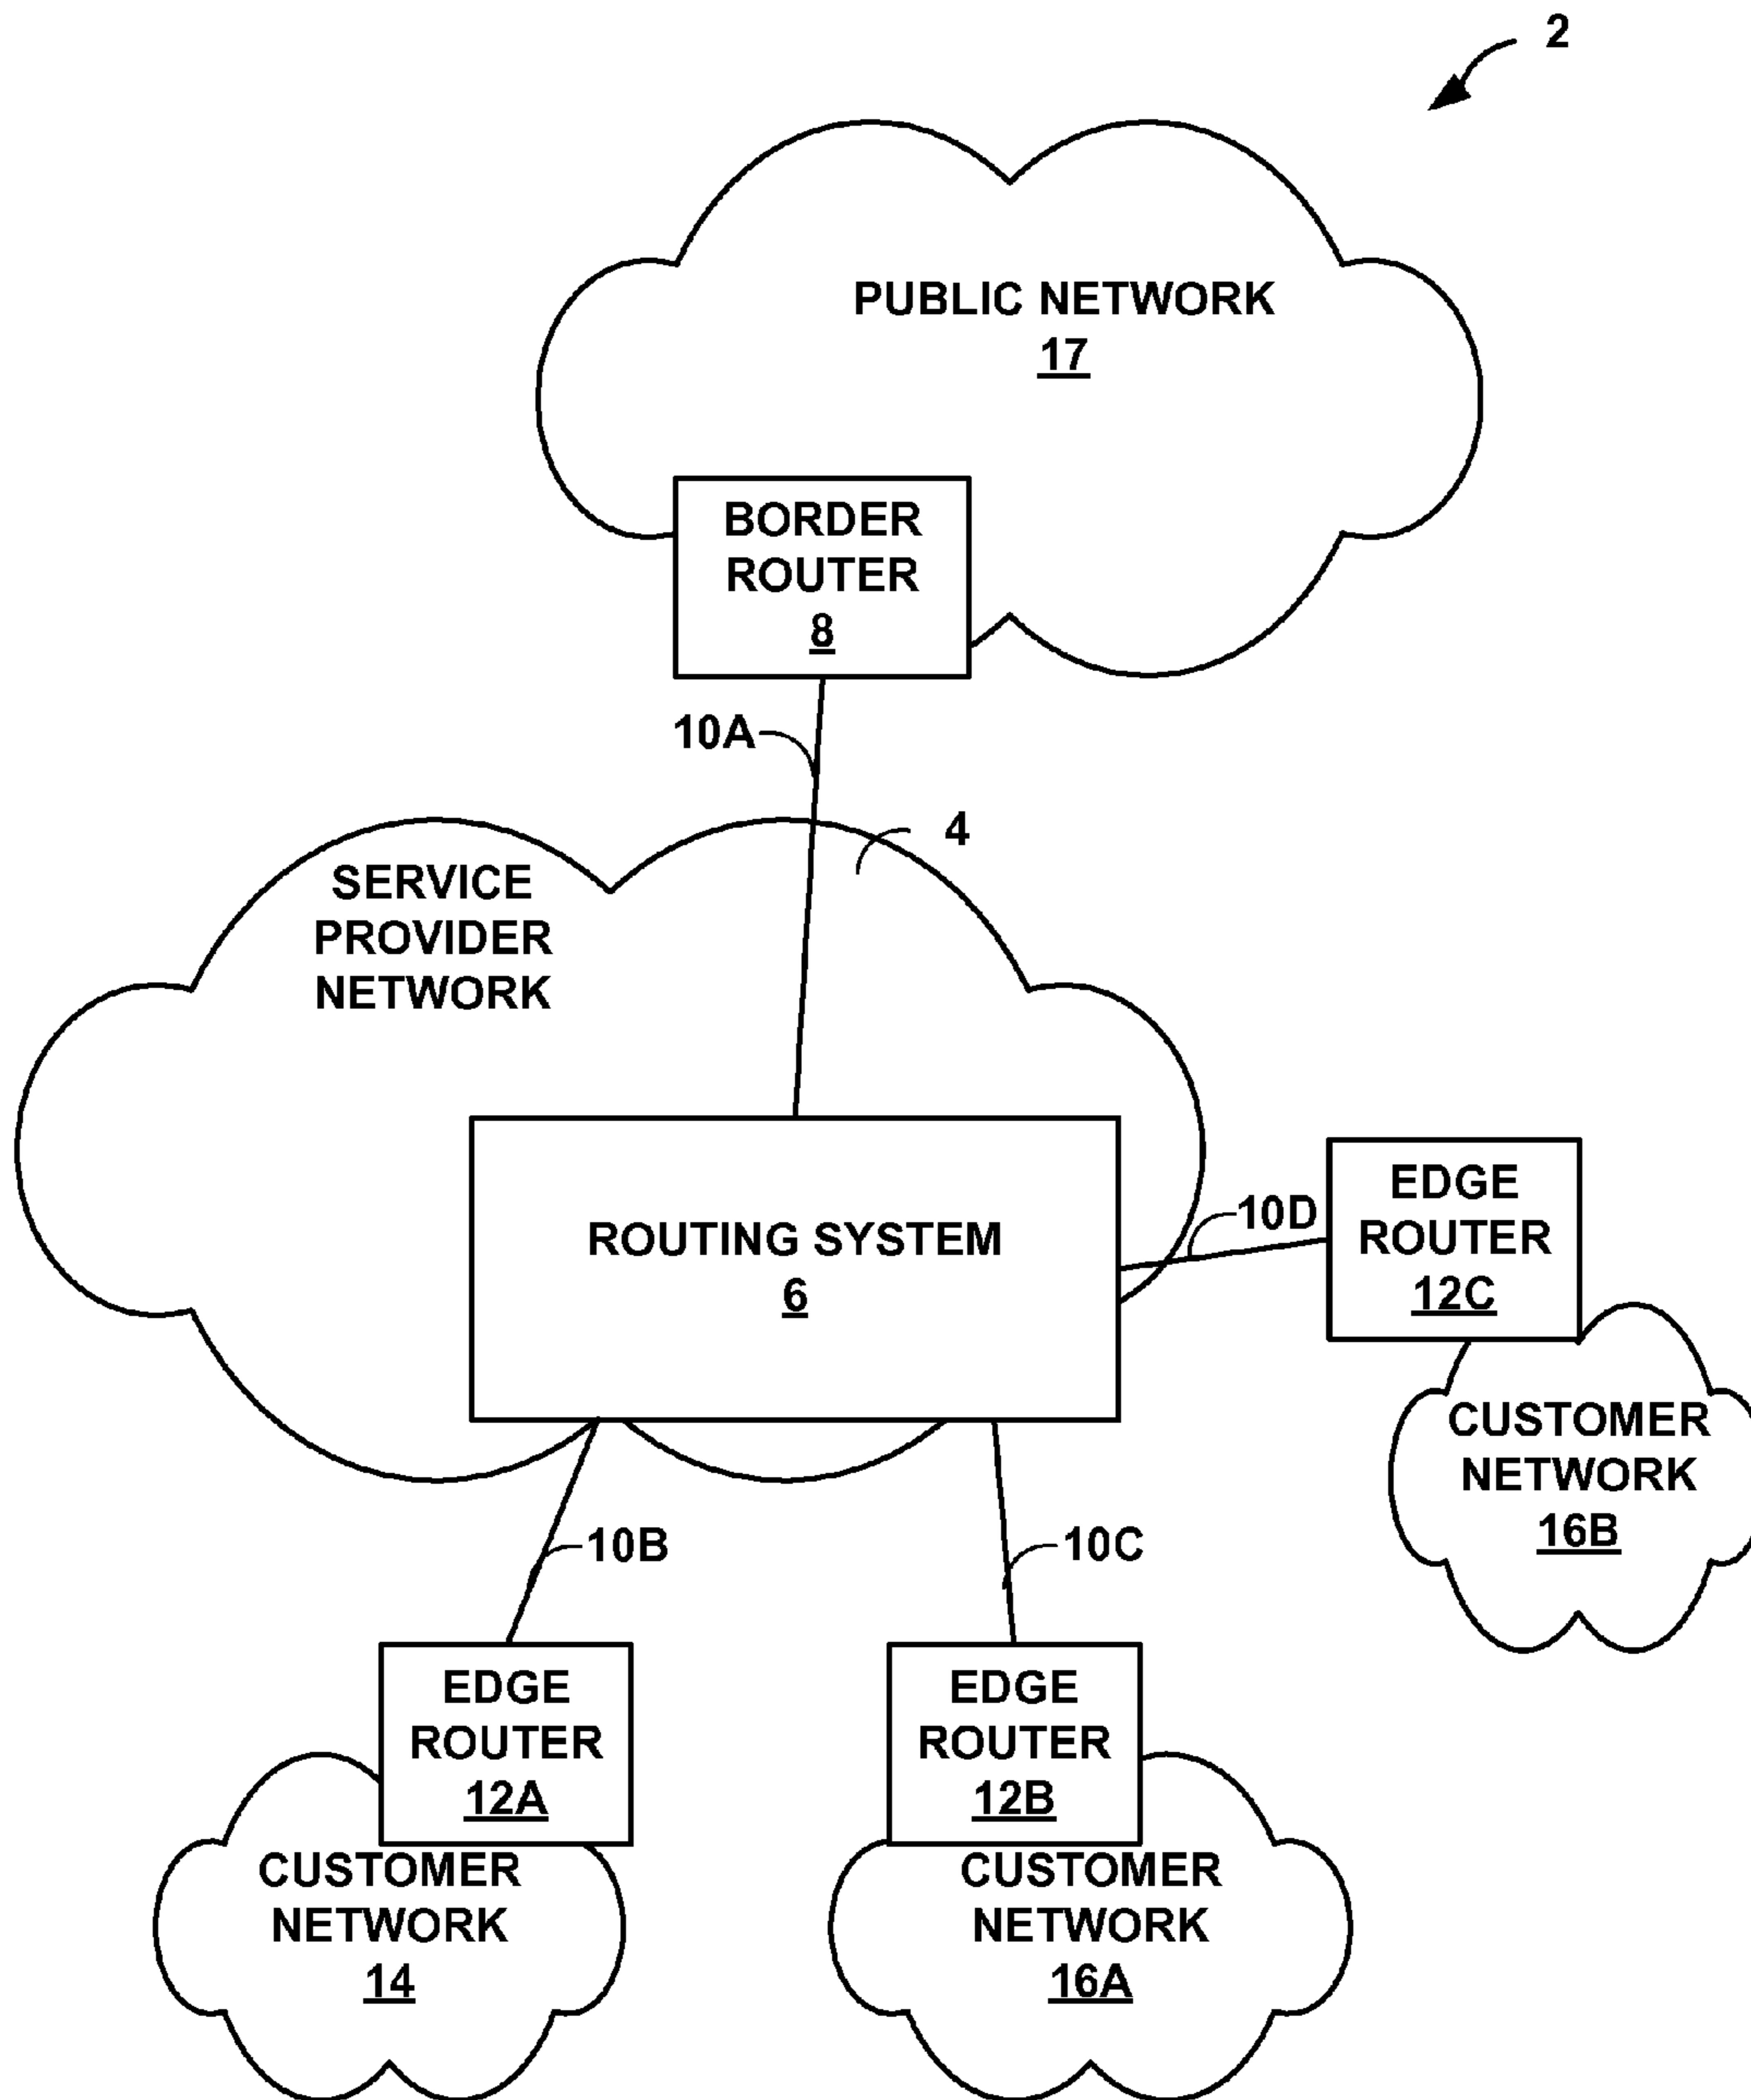 2
PUBLIC NETWORK
17
BORDER
ROUTER
8
10A
4
SERVICE
PROVIDER
NETWORK
ROUTING SYSTEM
6
10D
EDGE
ROUTER
12C
CUSTOMER
NETWORK
16B
10B
10C
EDGE
ROUTER
12A
CUSTOMER
NETWORK
14
EDGE
ROUTER
12B
CUSTOMER
NETWORK
16A